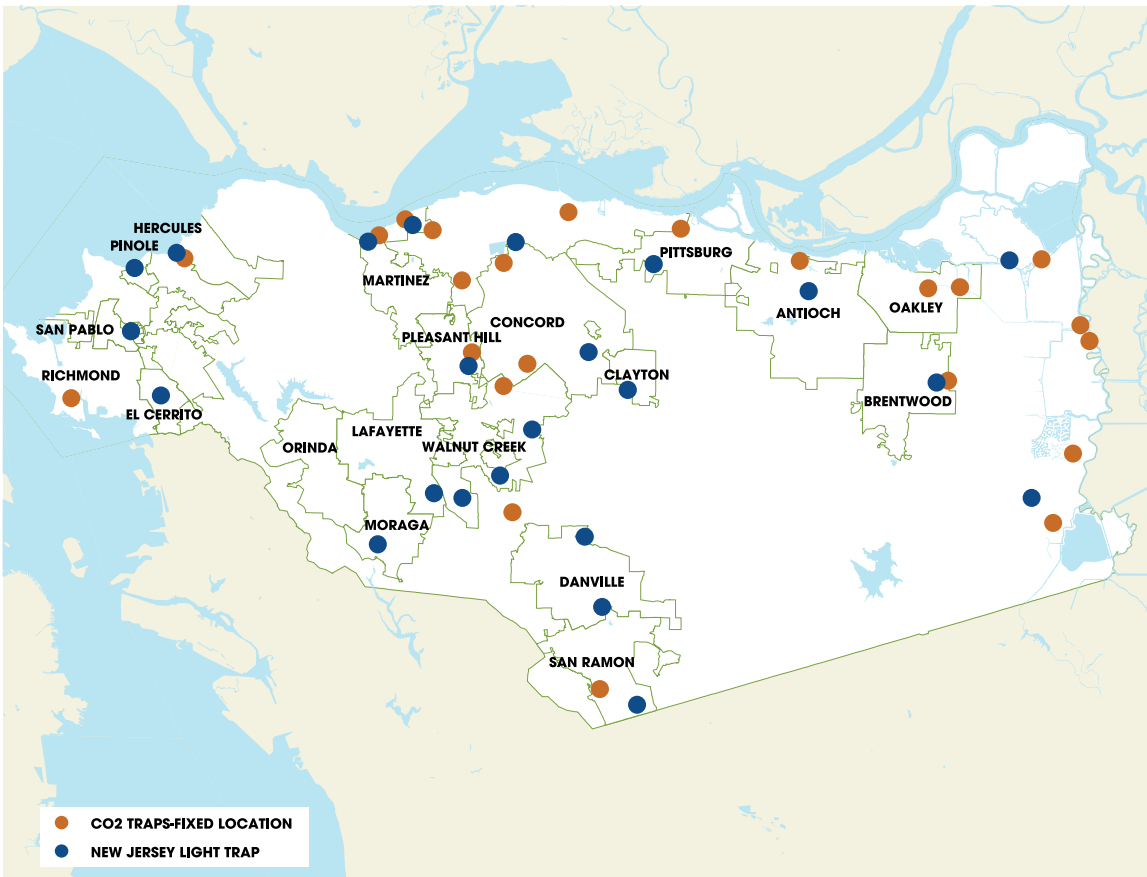 HERCULES
PINOLE
PITTSBURG
MARTINEZ
OAKLEY
ANTIOCH
CONCORD
SAN PABLO
PLEASANT HILL
RICHMOND
CLAYTON
BRENTWOOD
EL CERRITO
LAFAYETTE
ORINDA
WALNUT CREEK
MORAGA
DANVILLE
SAN RAMON
CO2 TRAPS-FIXED LOCATION
NEW JERSEY LIGHT TRAP